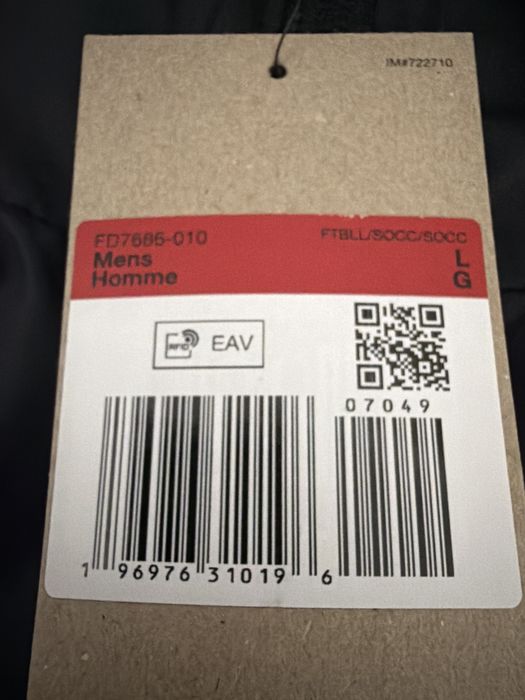 IM#722710
FD7686-010
FTBLL/SOCC/SOCC
Mens
L
Homme
G
RFID EAV
07049
1 96976 31019 6